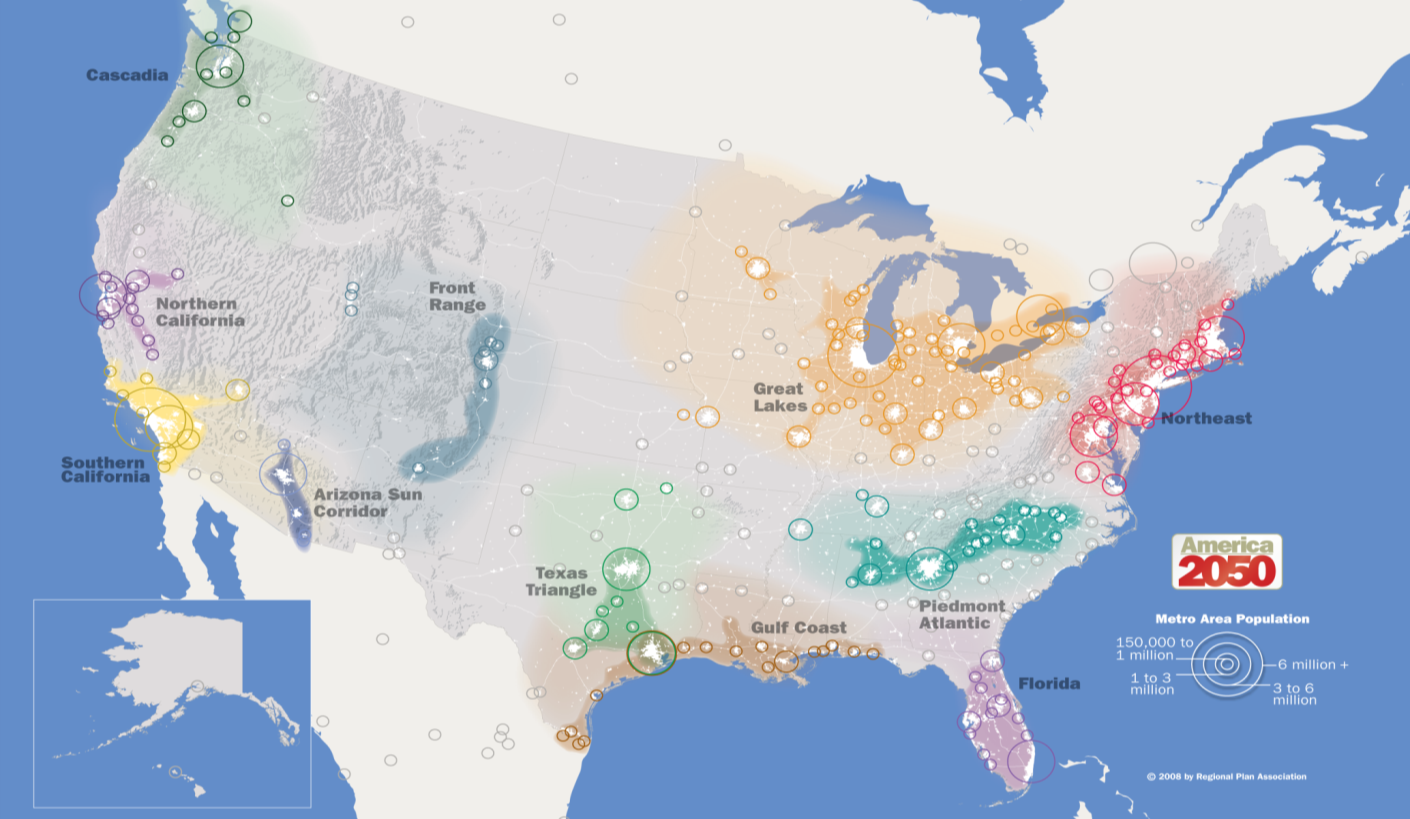 Cascadia
Northern
California
Front
Range
Great
Lakes
Northeast
Southern
California
Arizona Sun
Corridor
Texas
Triangle
Gulf Coast
Piedmont
Atlantic
Florida
America
2050
Metro Area Population
150,000 to
1 million
1 to 3
million
6 million +
3 to 6
million
© 2008 by Regional Plan Association